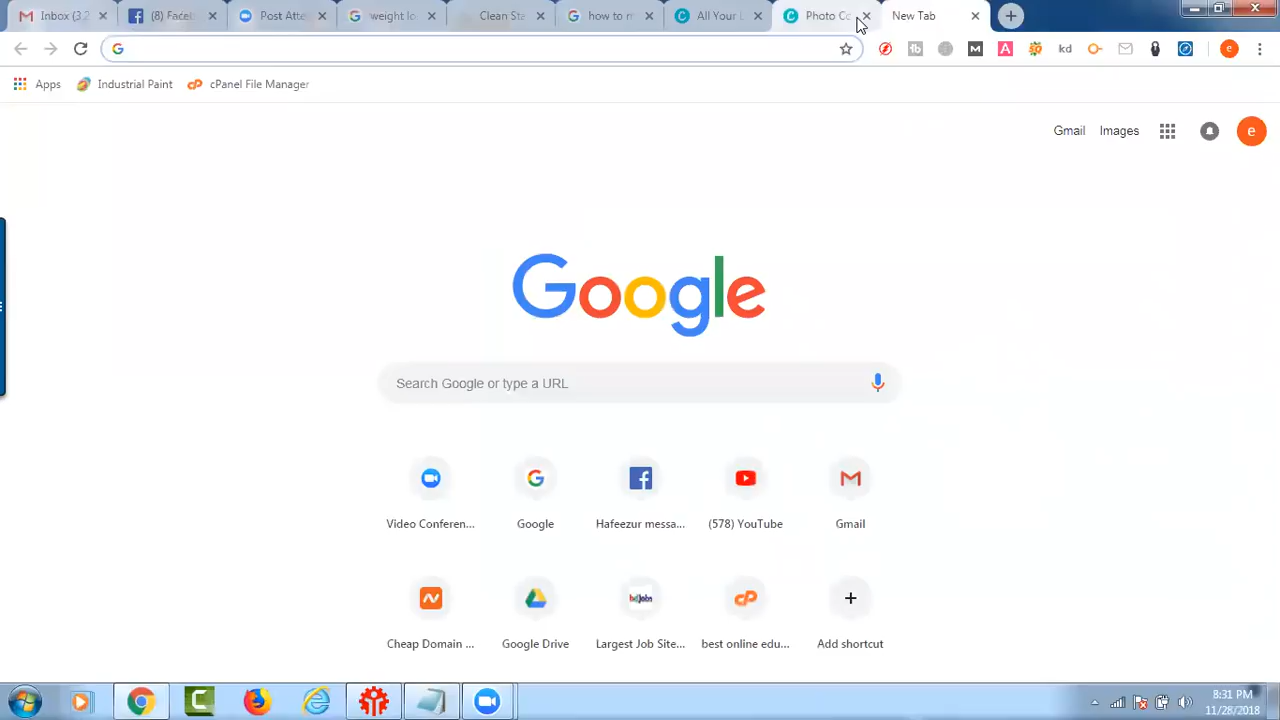 Inbox (3,2
(8) Faceb
Post Atte
weight lo
Clean Sta
how to m
All Your
Photo Co
New Tab
Apps
Industrial Paint
cPanel File Manager
Gmail
Images
e
Google
Search Google or type a URL
Video Conferen...
Google
Hafeezur messa...
(578) YouTube
Gmail
Cheap Domain ...
Google Drive
Largest Job Site...
best online edu...
Add shortcut
8:31 PM
11/28/2018